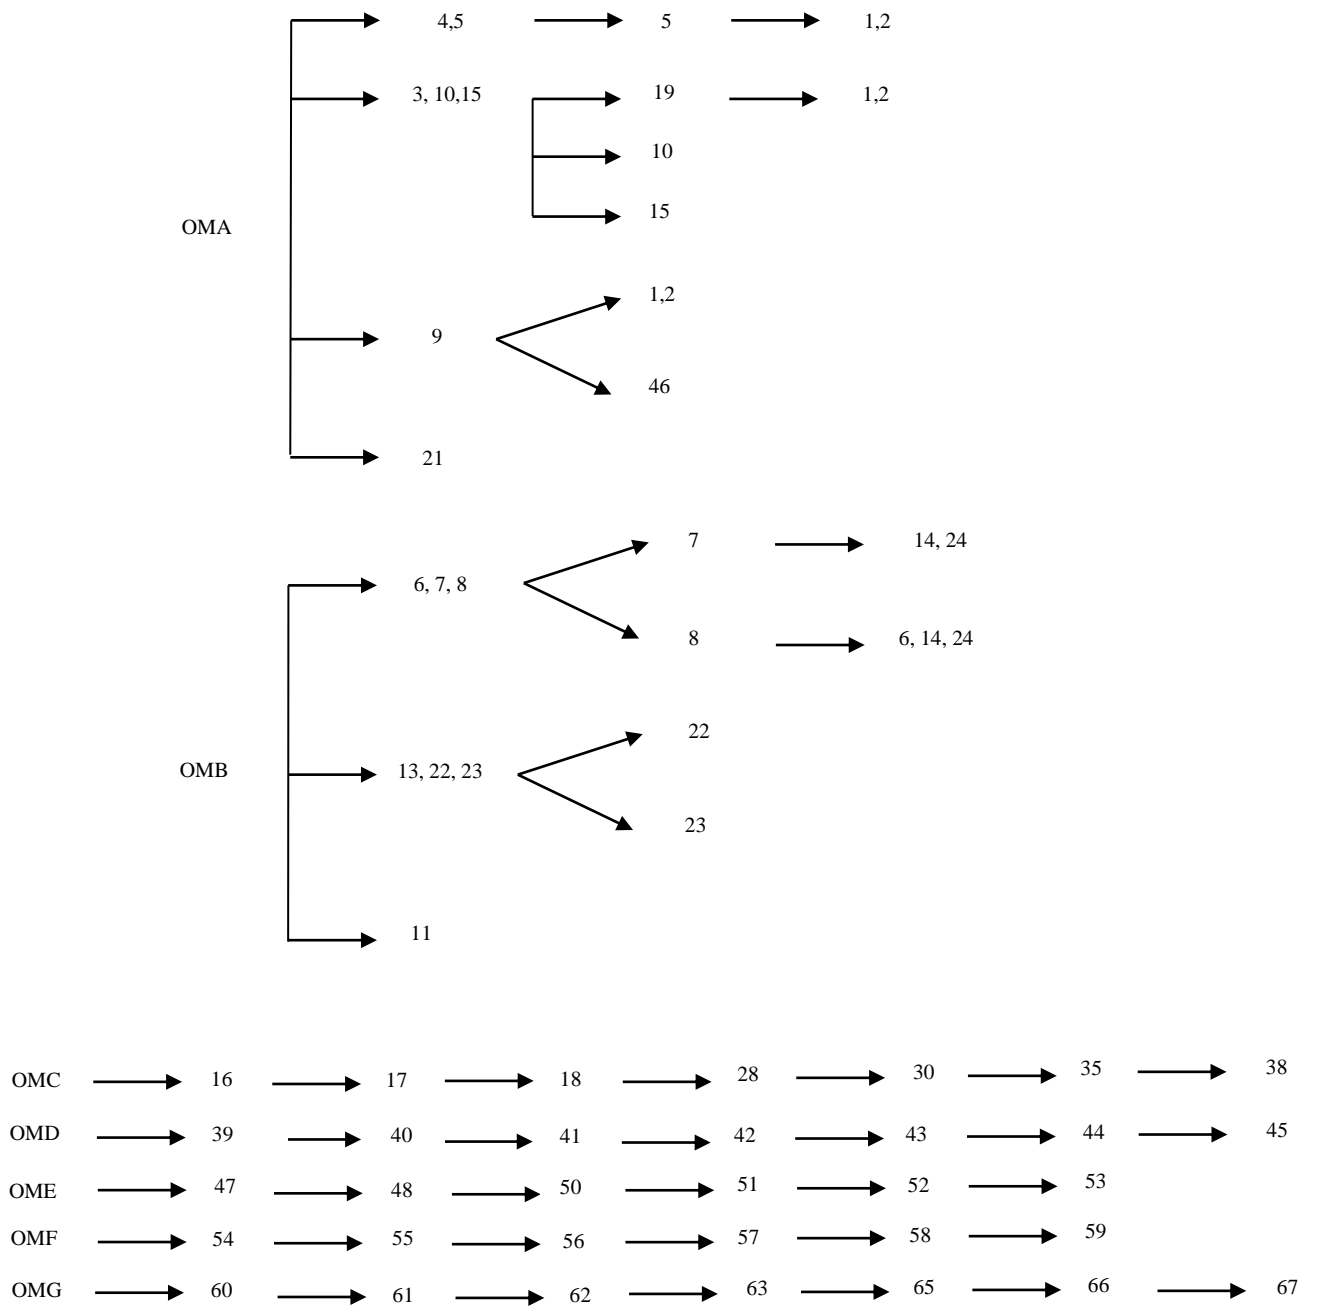 4,5 5 1,2
3, 10,15 19 1,2
10
15
OMA
1,2
9
46
21
7 14, 24
6, 7, 8
8 6, 14, 24
22
OMB 13, 22, 23
23
11
OMC 16 17 18 28 30 35 38
OMD 39 40 41 42 43 44 45
OME 47 48 50 51 52 53
OMF 54 55 56 57 58 59
OMG 60 61 62 63 65 66 67